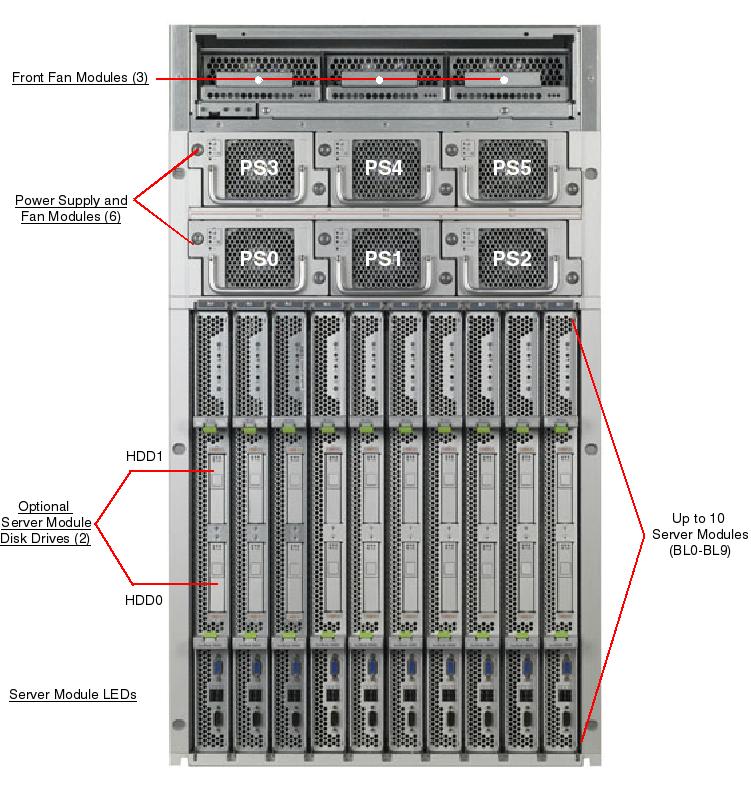 Front Fan Modules (3)
PS3 PS4 PS5
Power Supply and
Fan Modules (6)
PS0 PS1 PS2
HDD1
Optional
Server Module
Disk Drives (2)
HDD0
Up to 10
Server Modules
(BL0-BL9)
Server Module LEDs